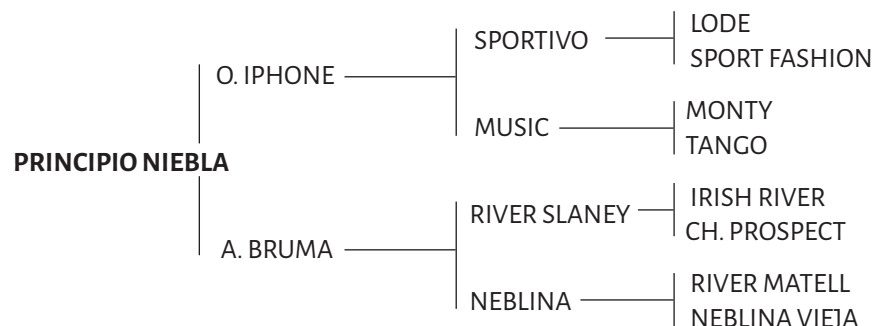 LODE
SPORTIVO
SPORT FASHION
O. IPHONE
MONTY
MUSIC
TANGO
PRINCIPIO NIEBLA
IRISH RIVER
RIVER SLANEY
CH. PROSPECT
A. BRUMA
RIVER MATELL
NEBLINA
NEBLINA VIEJA